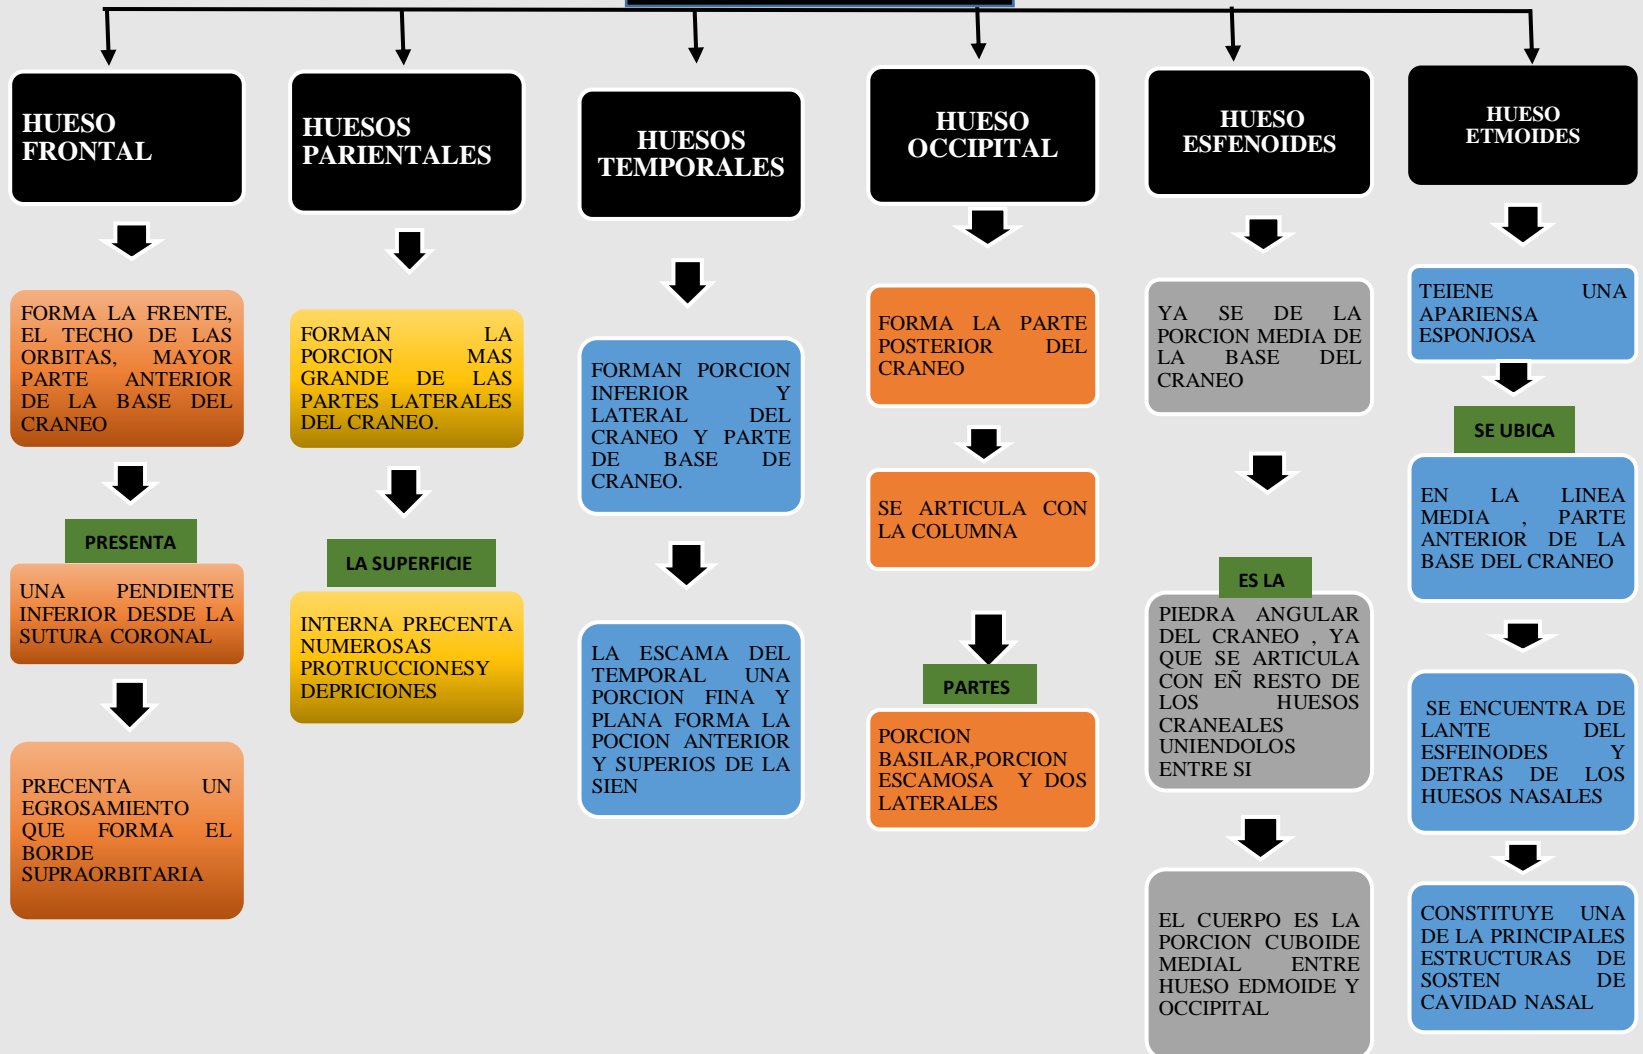 HUESO
FRONTAL
FORMA LA FRENTE,
EL TECHO DE LAS
ORBITAS, MAYOR
PARTE ANTERIOR
DE LA BASE DEL
CRANEO
PRESENTA
UNA PENDIENTE
INFERIOR DESDE LA
SUTURA CORONAL
PRECENTA UN
EGROSAMIENTO
QUE FORMA EL
BORDE
SUPRAORBITARIA
HUESOS
PARIENTALES
FORMAN LA
PORCION MAS
GRANDE DE LAS
PARTES LATERALES
DEL CRANEO.
LA SUPERFICIE
INTERNA PRECENTA
NUMEROSAS
PROTRUCCIONESY
DEPRICIONES
HUESOS
TEMPORALES
FORMAN PORCION
INFERIOR Y
LATERAL DEL
CRANEO Y PARTE
DE BASE DE
CRANEO.
LA ESCAMA DEL
TEMPORAL UNA
PORCION FINA Y
PLANA FORMA LA
POCION ANTERIOR
Y SUPERIOS DE LA
SIEN
HUESO
OCCIPITAL
FORMA LA PARTE
POSTERIOR DEL
CRANEO
SE ARTICULA CON
LA COLUMNA
PARTES
PORCION
BASILAR,PORCION
ESCAMOSA Y DOS
LATERALES
HUESO
ESFENOIDES
YA SE DE LA
PORCION MEDIA DE
LA BASE DEL
CRANEO
ES LA
PIEDRA ANGULAR
DEL CRANEO , YA
QUE SE ARTICULA
CON EÑ RESTO DE
LOS HUESOS
CRANEALES
UNIENDOLOS
ENTRE SI
EL CUERPO ES LA
PORCION CUBOIDE
MEDIAL ENTRE
HUESO EDMOIDE Y
OCCIPITAL
HUESO
ETMOIDES
TEIENE UNA
APARIENSA
ESPONJOSA
SE UBICA
EN LA LINEA
MEDIA , PARTE
ANTERIOR DE LA
BASE DEL CRANEO
SE ENCUENTRA DE
LANTE DEL
ESFEINODES Y
DETRAS DE LOS
HUESOS NASALES
CONSTITUYE UNA
DE LA PRINCIPALES
ESTRUCTURAS DE
SOSTEN DE
CAVIDAD NASAL